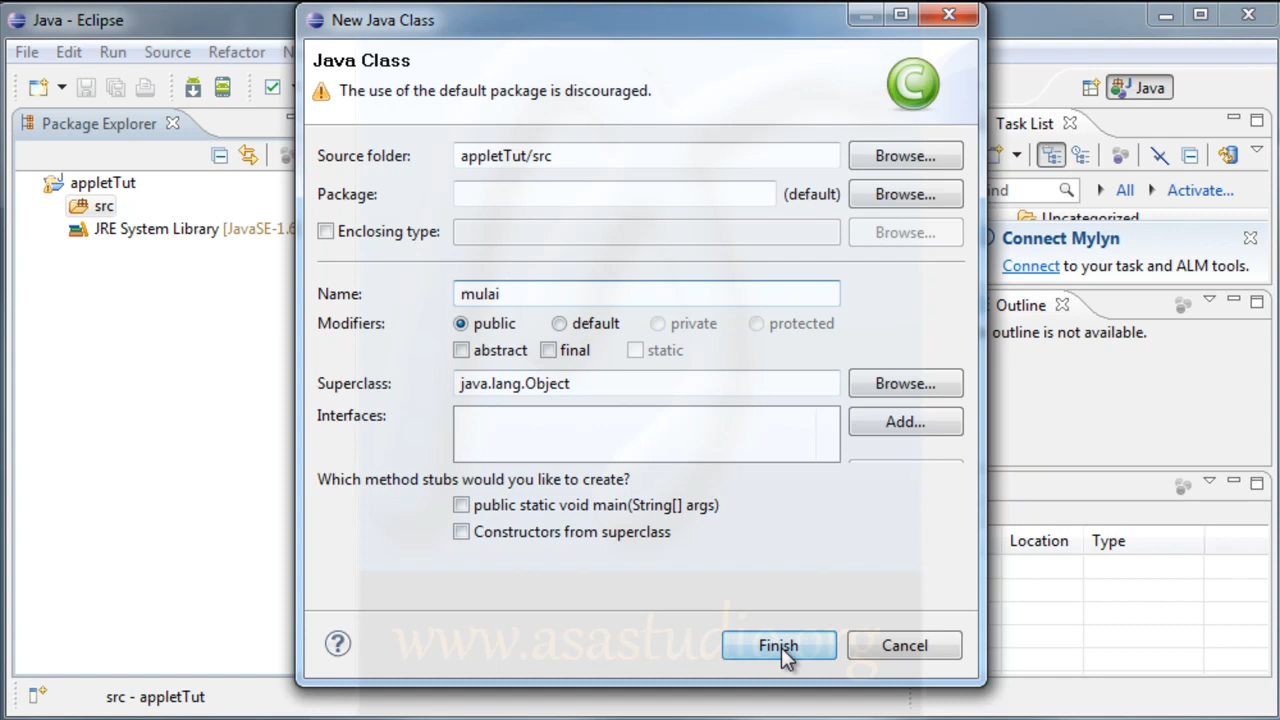 Java - Eclipse
File Edit Run Source Refactor N
Package Explorer
appletTut
src
JRE System Library [JavaSE-1.6
src - appletTut
New Java Class
Java Class
The use of the default package is discouraged.
Source folder: appletTut/src Browse...
Package: (default) Browse...
Enclosing type: Browse...
Name: mulai
Modifiers: public default private protected
abstract final static
Superclass: java.lang.Object Browse...
Interfaces: Add...
Which method stubs would you like to create?
public static void main(String[] args)
Constructors from superclass
www.asastudio.org
Finish Cancel
Java
Task List
ind All Activate...
Uncategorized
Connect Mylyn
Connect to your task and ALM tools.
Outline
outline is not available.
Location Type